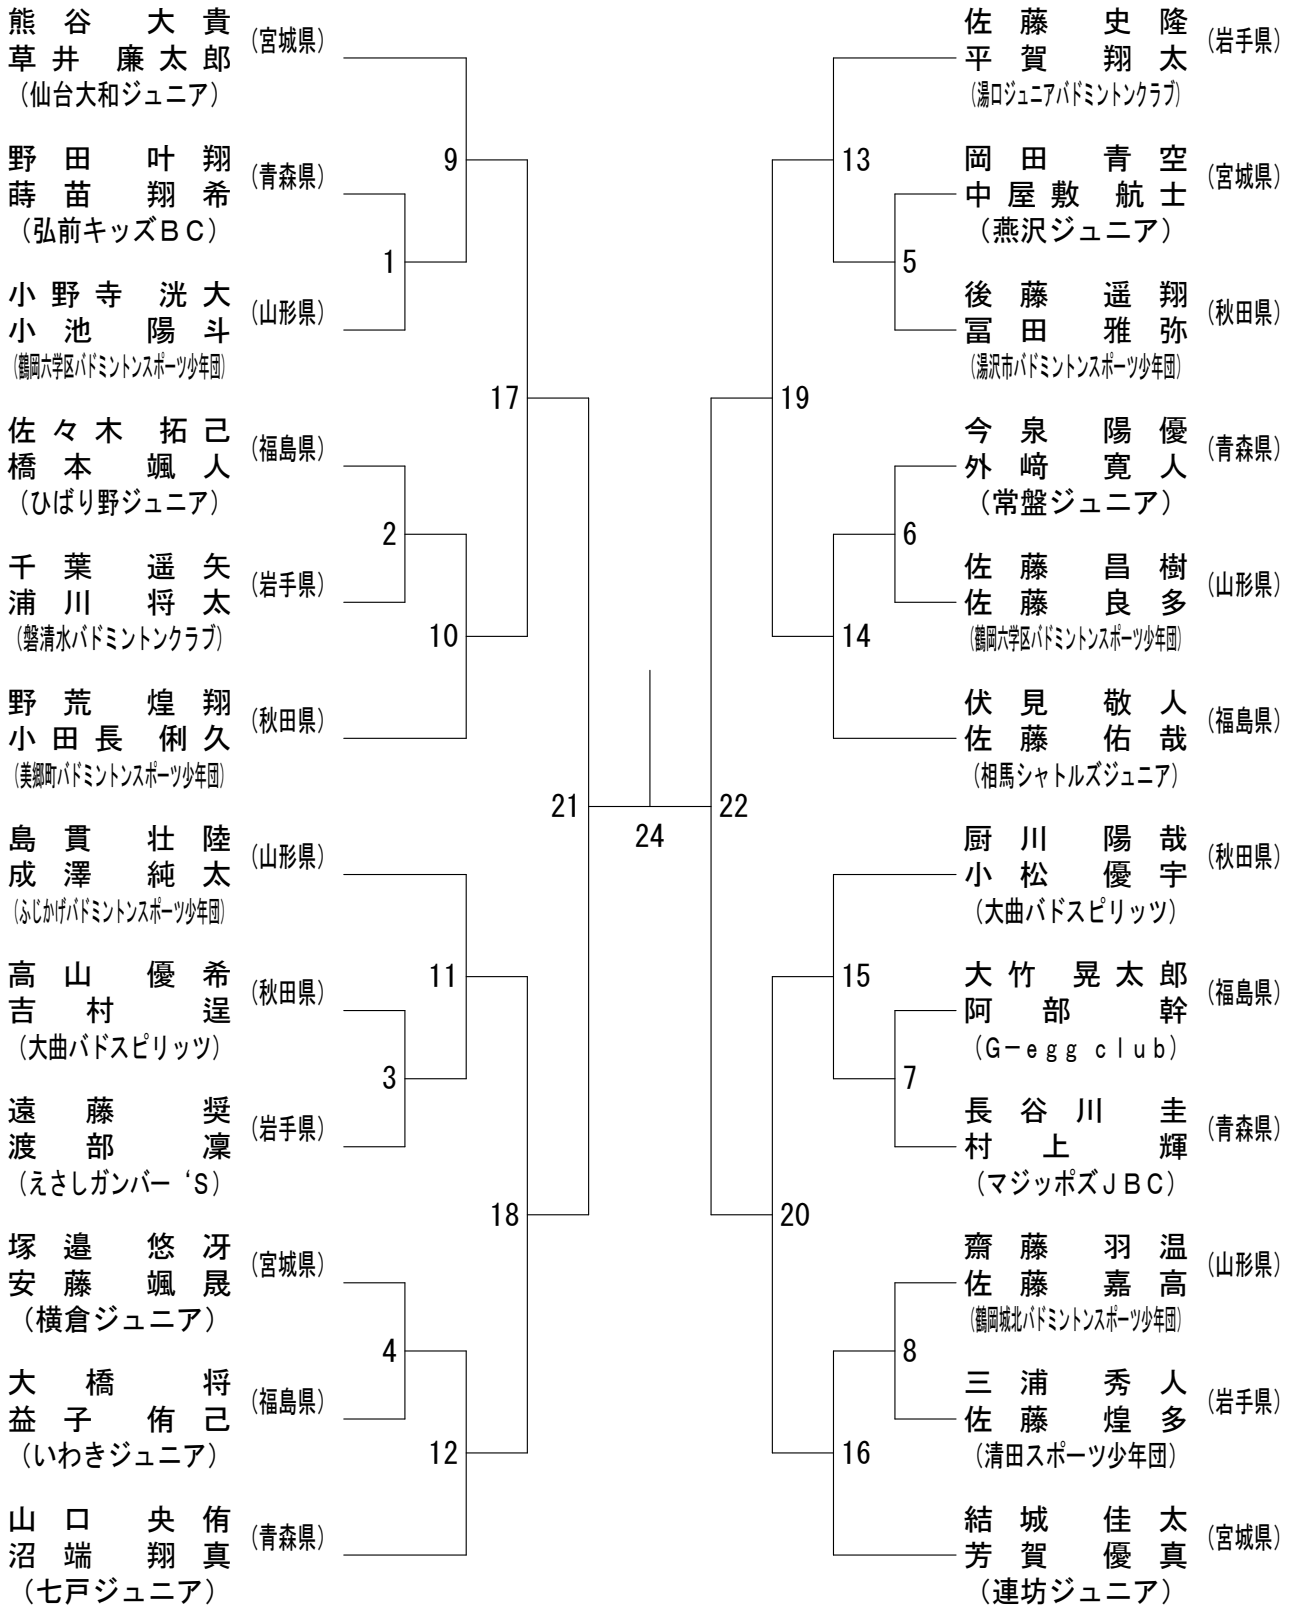 熊谷 大貴
草井 廉太郎
(宮城県)
(仙台大和ジュニア)
野田 叶翔
蒔苗 翔希
(青森県)
(弘前キッズＢＣ)
小野寺 洸大
小池 陽斗
(山形県)
(鶴岡六学区バドミントンスポーツ少年団)
佐々木 拓己
橋本 颯人
(福島県)
(ひばり野ジュニア)
千葉 遥矢
浦川 将太
(岩手県)
(磐清水バドミントンクラブ)
野荒 煌翔
小田長 俐久
(秋田県)
(美郷町バドミントンスポーツ少年団)
島貫 壮陸
成澤 純太
(山形県)
(ふじかげバドミントンスポーツ少年団)
高山 優希
吉村 逞
(秋田県)
(大曲バドスピリッツ)
遠藤 奨
渡部 凜
(岩手県)
(えさしガンバー‘S)
塚邉 悠冴
安藤 颯晟
(宮城県)
(横倉ジュニア)
大橋 将
益子 侑己
(福島県)
(いわきジュニア)
山口 央侑
沼端 翔真
(青森県)
(七戸ジュニア)
9
1
17
2
10
21
11
3
18
4
12
24
13
5
19
6
14
22
15
7
20
8
16
佐藤 史隆
平賀 翔太
(岩手県)
(湯口ジュニアバドミントンクラブ)
岡田 青空
中屋敷 航士
(宮城県)
(燕沢ジュニア)
後藤 遥翔
冨田 雅弥
(秋田県)
(湯沢市バドミントンスポーツ少年団)
今泉 陽優
外﨑 寛人
(青森県)
(常盤ジュニア)
佐藤 昌樹
佐藤 良多
(山形県)
(鶴岡六学区バドミントンスポーツ少年団)
伏見 敬人
佐藤 佑哉
(福島県)
(相馬シャトルズジュニア)
厨川 陽哉
小松 優宇
(秋田県)
(大曲バドスピリッツ)
大竹 晃太郎
阿部 幹
(福島県)
(G－egg club)
長谷川 圭
村上 輝
(青森県)
(マジッポズＪＢＣ)
齋藤 羽温
佐藤 嘉高
(山形県)
(鶴岡城北バドミントンスポーツ少年団)
三浦 秀人
佐藤 煌多
(岩手県)
(清田スポーツ少年団)
結城 佳太
芳賀 優真
(宮城県)
(連坊ジュニア)